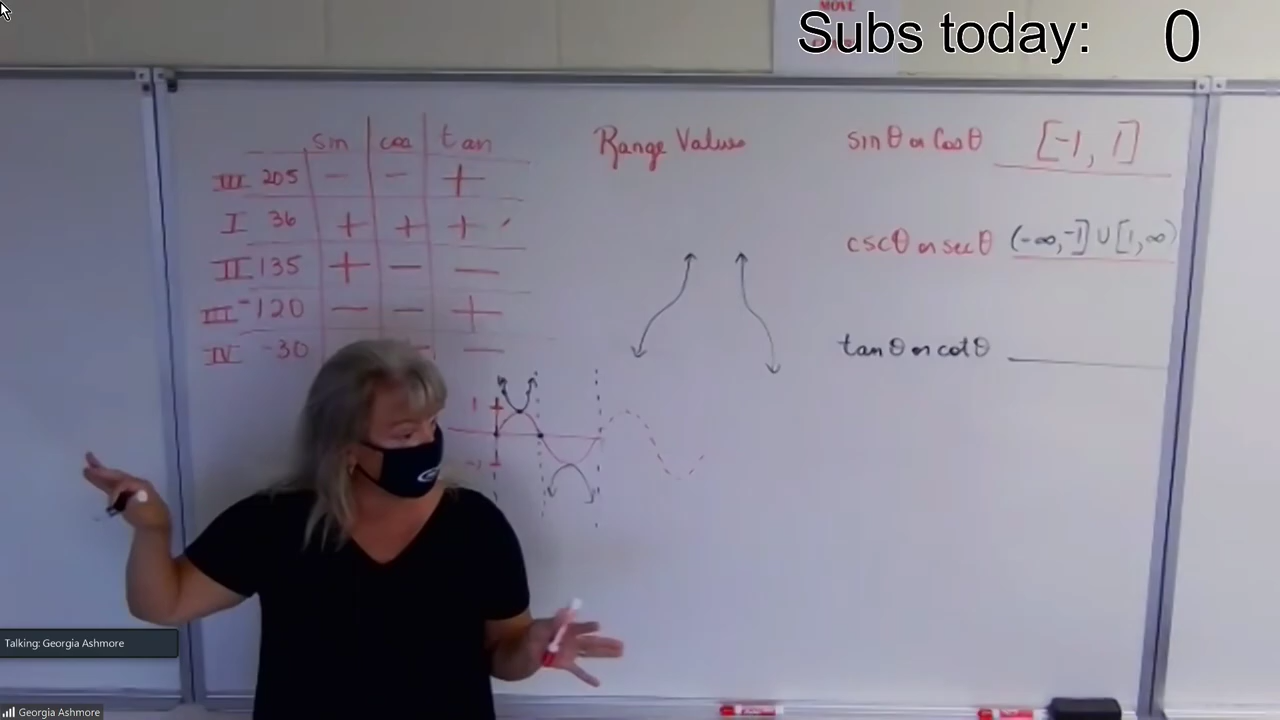 MOVE
Subs today: 0
sin cos tan
III 205 - - +
I 36 + + +
II 135 + - -
III -120 - - +
IV -30 - -
1
-1
Range Values
sin θ or cos θ [-1, 1]
csc θ or sec θ (-∞, -1] ∪ [1, ∞)
tan θ or cot θ
Talking: Georgia Ashmore
Georgia Ashmore